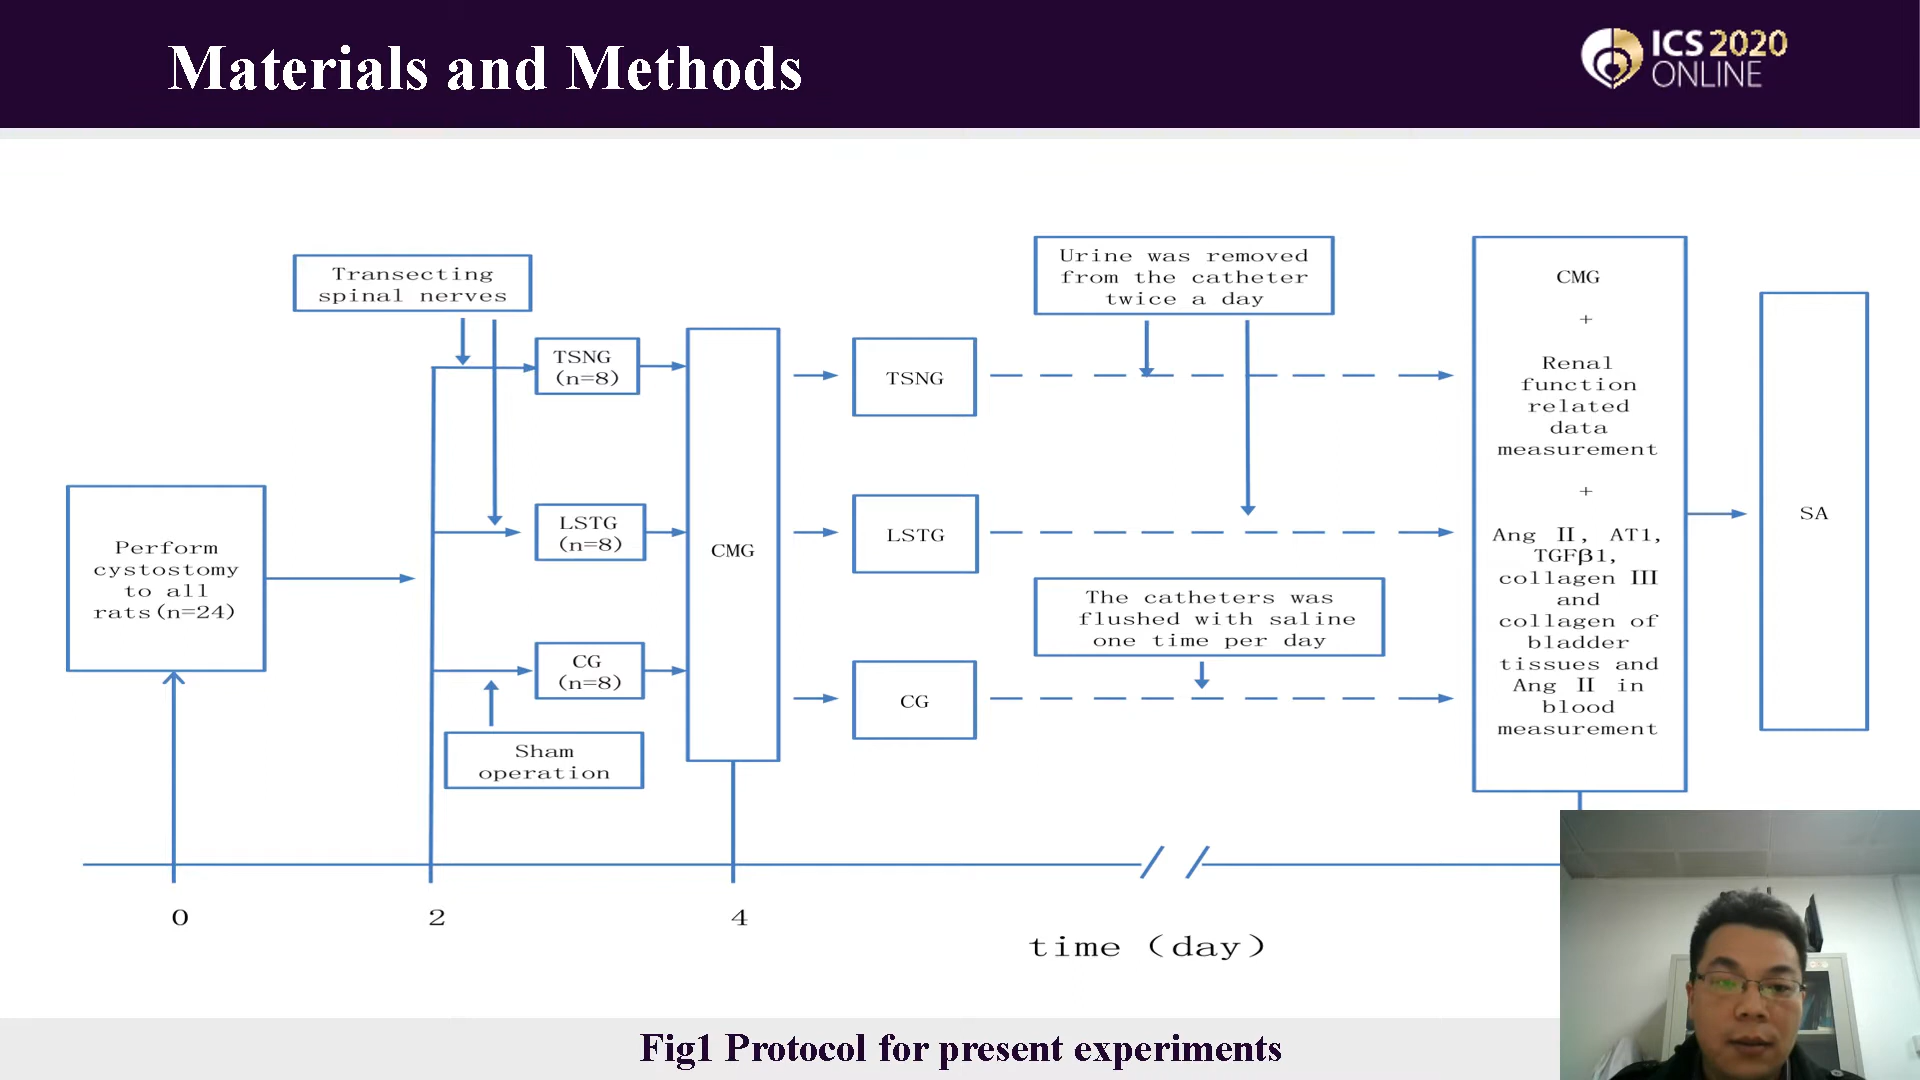 Materials and Methods
ICS 2020
ONLINE
Transecting
spinal nerves
Urine was removed
from the catheter
twice a day
TSNG
(n=8)
LSTG
(n=8)
CG
(n=8)
Sham
operation
Perform
cystostomy
to all
rats(n=24)
CMG
TSNG
LSTG
The catheters was
flushed with saline
one time per day
CG
CMG
+
Renal
function
related
data
measurement
+
Ang Ⅱ, AT1,
TGFβ1,
collagen Ⅲ
and
collagen of
bladder
tissues and
Ang Ⅱ in
blood
measurement
SA
0
2
4
time (day)
Fig1 Protocol for present experiments